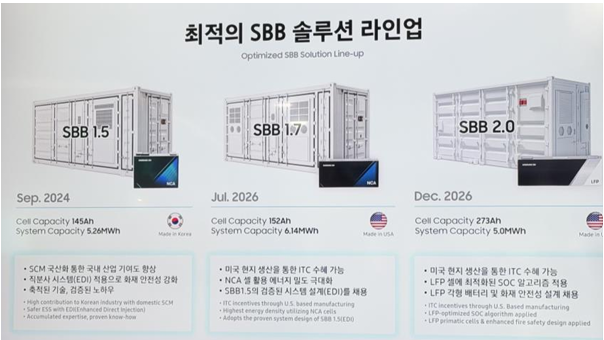 최적의 SBB 솔루션 라인업
Optimized SBB Solution Line-up
SBB 1.5
NCA
Sep. 2024
Cell Capacity 145Ah
System Capacity 5.26MWh
Made in Korea
• SCM 국산화 통한 국내 산업 기여도 향상
• 직분사 시스템(EDI) 적용으로 화재 안전성 강화
• 축적된 기술, 검증된 노하우
- High contribution to Korean industry with domestic SCM
- Safer ESS with EDI(Enhanced Direct Injection)
- Accumulated expertise, proven know-how
SBB 1.7
NCA
Jul. 2026
Cell Capacity 152Ah
System Capacity 6.14MWh
Made in USA
• 미국 현지 생산을 통한 ITC 수혜 가능
• NCA 셀 활용 에너지 밀도 극대화
• SBB1.5의 검증된 시스템 설계(EDI)를 채용
- ITC incentives through U.S. based manufacturing
- Highest energy density utilizing NCA cells
- Adopts the proven system design of SBB 1.5(EDI)
SBB 2.0
LFP
Dec. 2026
Cell Capacity 273Ah
System Capacity 5.0MWh
Made in U
• 미국 현지 생산을 통한 ITC 수혜 가능
• LFP 셀에 최적화된 SOC 알고리즘 적용
• LFP 각형 배터리 및 화재 안전성 설계 채용
- ITC incentives through U.S. Based manufacturing
- LFP-optimized SOC algorithm applied
- LFP primatic cells & enhanced fire safety design applied